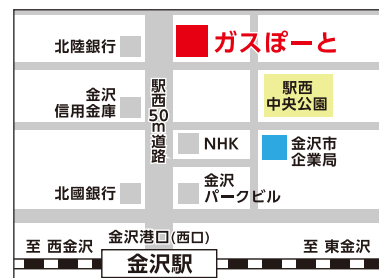 ガスぽーと
北陸銀行
金沢
信用金庫
駅西50m道路
駅西
中央公園
NHK
金沢市
企業局
北國銀行
金沢
パークビル
金沢港口(西口)
至 西金沢
至 東金沢
金沢駅